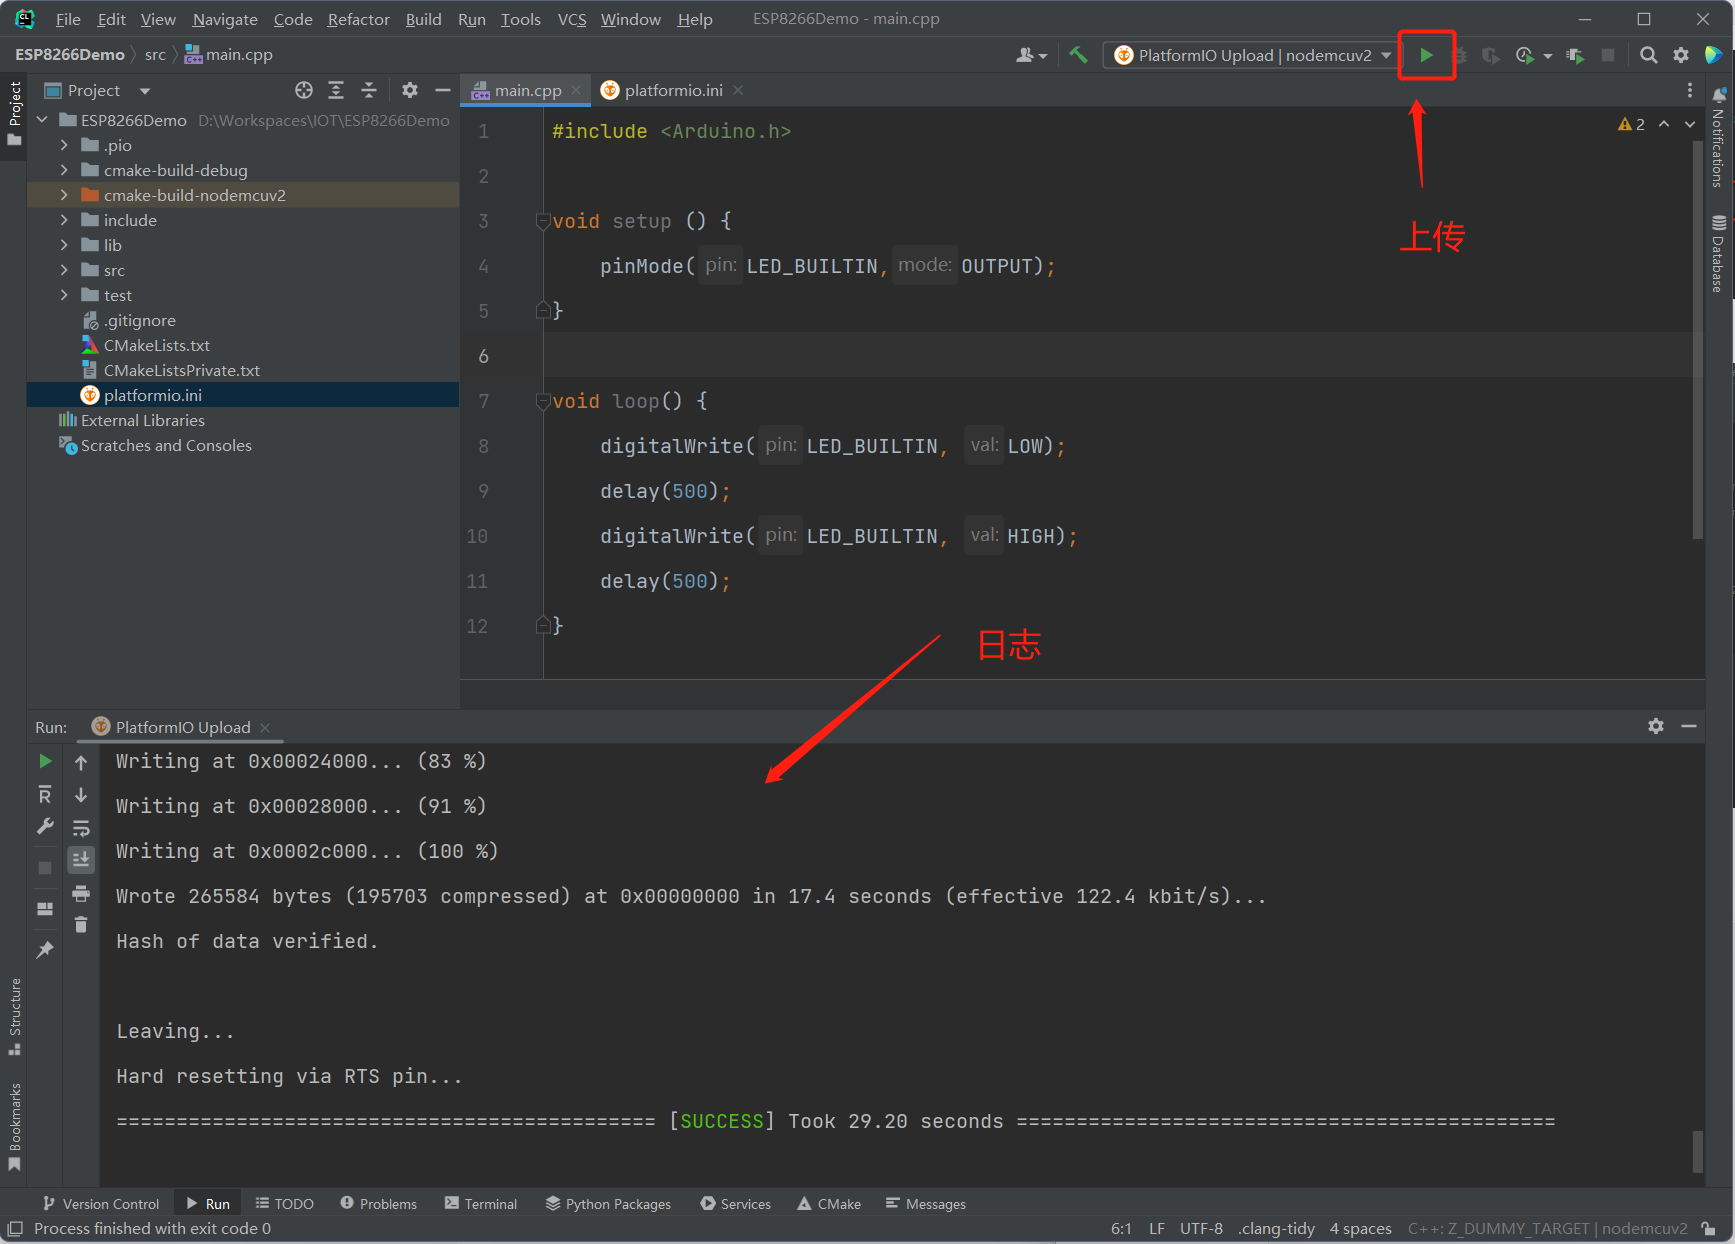 File Edit View Navigate Code Refactor Build Run Tools VCS Window Help ESP8266Demo - main.cpp
ESP8266Demo src main.cpp PlatformIO Upload | nodemcuv2
Project
Project
main.cpp
platformio.ini
ESP8266Demo D:\Workspaces\IOT\ESP8266Demo
.pio
cmake-build-debug
cmake-build-nodemcuv2
include
lib
src
test
.gitignore
CMakeLists.txt
CMakeListsPrivate.txt
platformio.ini
External Libraries
Scratches and Consoles
1 #include <Arduino.h>
2
3 void setup () {
4 pinMode( pin: LED_BUILTIN, mode: OUTPUT);
5 }
6
7 void loop() {
8 digitalWrite( pin: LED_BUILTIN, val: LOW);
9 delay(500);
10 digitalWrite( pin: LED_BUILTIN, val: HIGH);
11 delay(500);
12 }
2
上传
日志
Notifications
Database
Run: PlatformIO Upload
Writing at 0x00024000... (83 %)
Writing at 0x00028000... (91 %)
Writing at 0x0002c000... (100 %)
Wrote 265584 bytes (195703 compressed) at 0x00000000 in 17.4 seconds (effective 122.4 kbit/s)...
Hash of data verified.
Leaving...
Hard resetting via RTS pin...
============================================= [SUCCESS] Took 29.20 seconds =============================================
Structure
Bookmarks
Version Control Run TODO Problems Terminal Python Packages Services CMake Messages
Process finished with exit code 0 6:1 LF UTF-8 .clang-tidy 4 spaces C++: Z_DUMMY_TARGET | nodemcuv2